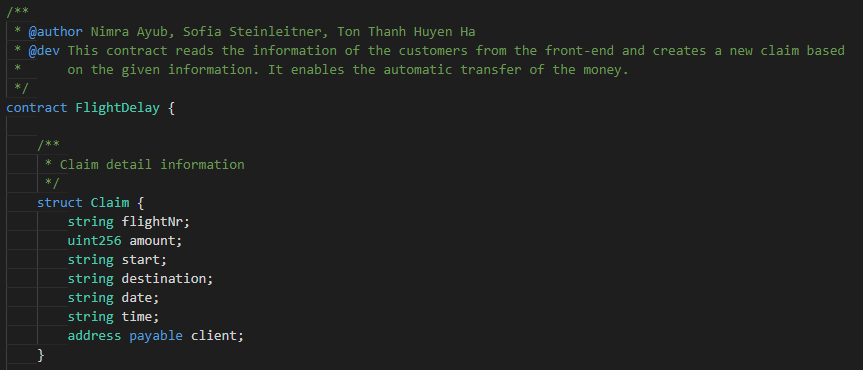 /**
 * @author Nimra Ayub, Sofia Steinleitner, Ton Thanh Huyen Ha
 * @dev This contract reads the information of the customers from the front-end and creates a new claim based
 *      on the given information. It enables the automatic transfer of the money.
 */
contract FlightDelay {
    /**
     * Claim detail information
     */
    struct Claim {
        string flightNr;
        uint256 amount;
        string start;
        string destination;
        string date;
        string time;
        address payable client;
    }